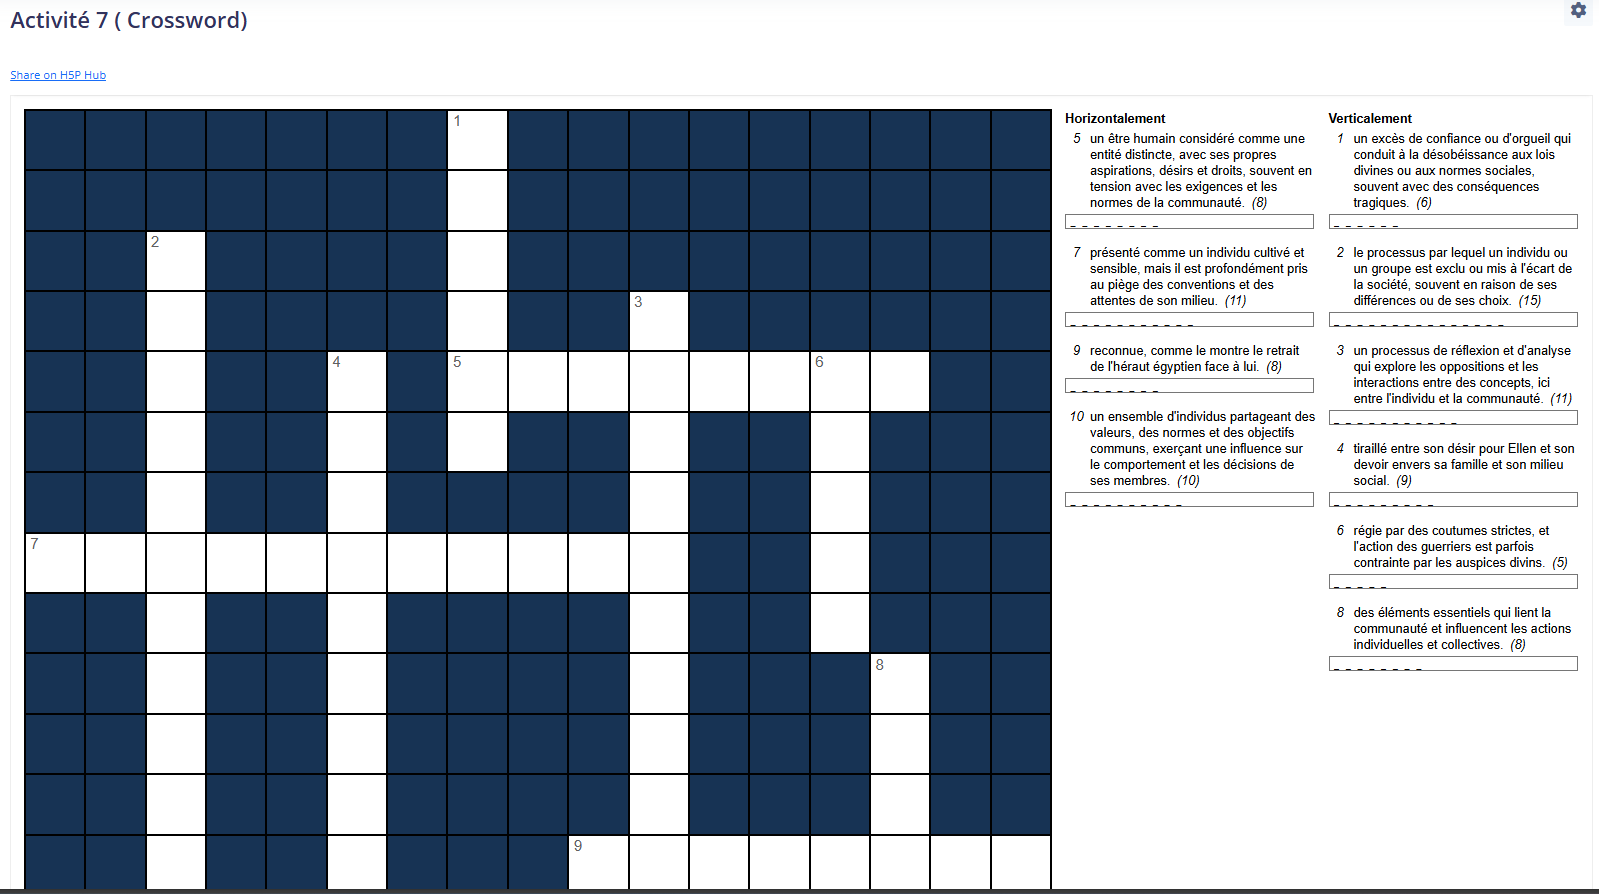 Activité 7 ( Crossword)
Share on H5P Hub
1
2
3
4
5
6
7
8
9
Horizontalement
5 un être humain considéré comme une
entité distincte, avec ses propres
aspirations, désirs et droits, souvent en
tension avec les exigences et les
normes de la communauté. (8)
_ _ _ _ _ _ _ _
7 présenté comme un individu cultivé et
sensible, mais il est profondément pris
au piège des conventions et des
attentes de son milieu. (11)
_ _ _ _ _ _ _ _ _ _ _
9 reconnue, comme le montre le retrait
de l'héraut égyptien face à lui. (8)
_ _ _ _ _ _ _ _
10 un ensemble d'individus partageant des
valeurs, des normes et des objectifs
communs, exerçant une influence sur
le comportement et les décisions de
ses membres. (10)
_ _ _ _ _ _ _ _ _ _
Verticalement
1 un excès de confiance ou d'orgueil qui
conduit à la désobéissance aux lois
divines ou aux normes sociales,
souvent avec des conséquences
tragiques. (6)
_ _ _ _ _ _
2 le processus par lequel un individu ou
un groupe est exclu ou mis à l'écart de
la société, souvent en raison de ses
différences ou de ses choix. (15)
_ _ _ _ _ _ _ _ _ _ _ _ _ _ _
3 un processus de réflexion et d'analyse
qui explore les oppositions et les
interactions entre des concepts, ici
entre l'individu et la communauté. (11)
_ _ _ _ _ _ _ _ _ _ _
4 tiraillé entre son désir pour Ellen et son
devoir envers sa famille et son milieu
social. (9)
_ _ _ _ _ _ _ _ _
6 régie par des coutumes strictes, et
l'action des guerriers est parfois
contrainte par les auspices divins. (5)
_ _ _ _ _
8 des éléments essentiels qui lient la
communauté et influencent les actions
individuelles et collectives. (8)
_ _ _ _ _ _ _ _